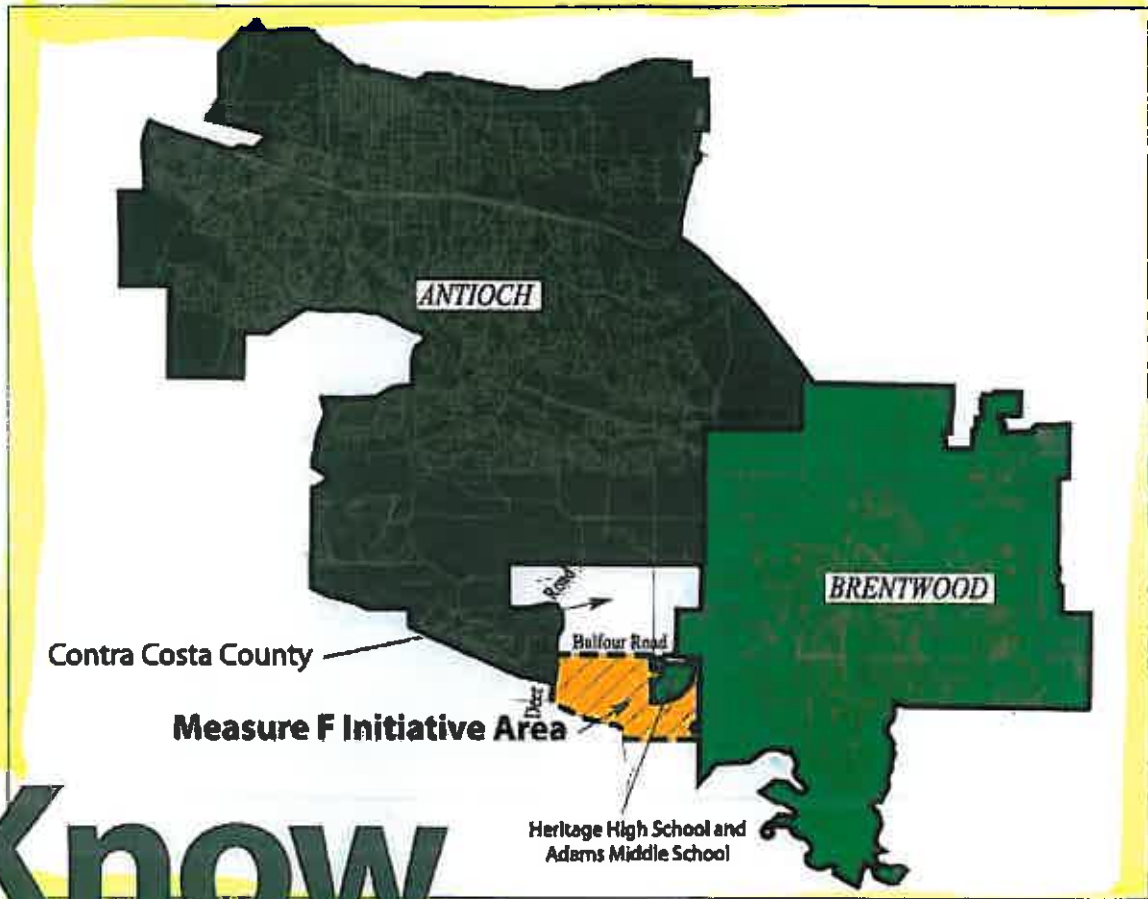 ANTIOCH
Road
BRENTWOOD
Balfour Road
Contra Costa County
Deer
Measure F Initiative Area
Heritage High School and
Adams Middle School
Know